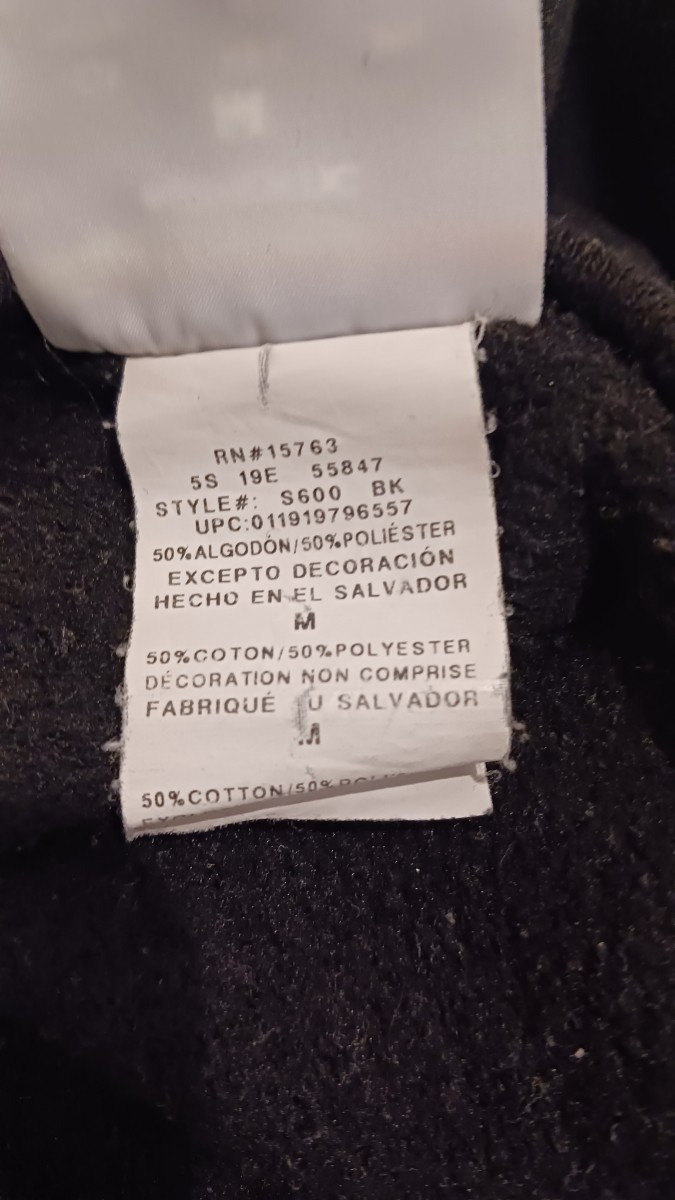 RN#15763
5S 19E 55847
STYLE#: S600 BK
UPC:011919796557
50%ALGODÓN/50%POLIÉSTER
EXCEPTO DECORACIÓN
HECHO EN EL SALVADOR
M
50%COTON/50%POLYESTER
DÉCORATION NON COMPRISE
FABRIQUÉ U SALVADOR
M
50%COTTON/50%